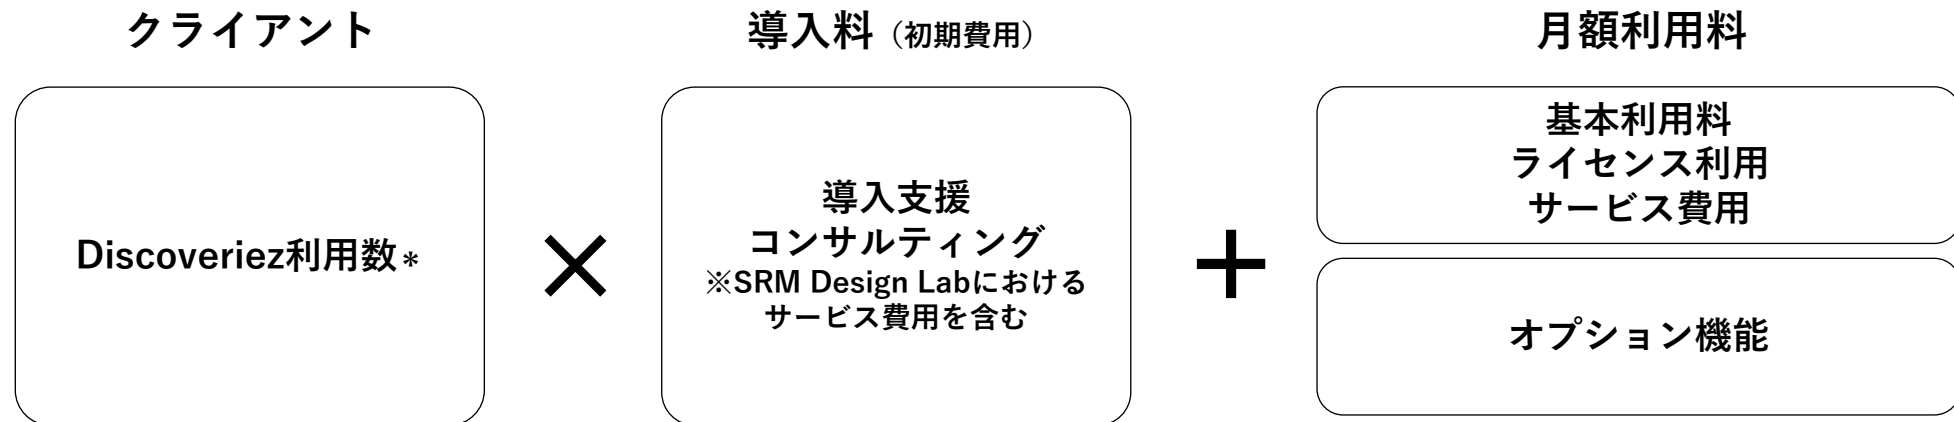 クライアント
導入料（初期費用）
月額利用料
Discoveriez利用数*
×
導入支援
コンサルティング
※SRM Design Labにおける
サービス費用を含む
+
基本利用料
ライセンス利用
サービス費用
オプション機能